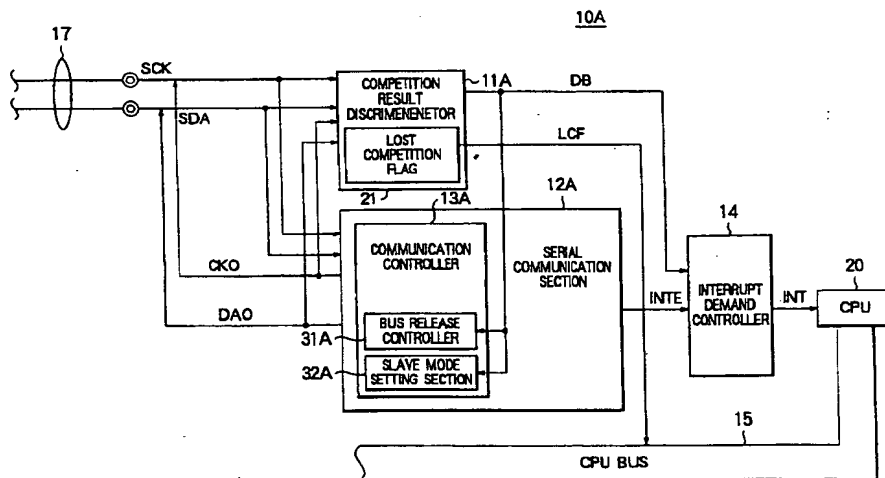 10A
17
SCK
SDA
COMPETITION
RESULT
DISCRIMENENETOR
11A
DB
LOST
COMPETITION
FLAG
LCF
21
13A
12A
COMMUNICATION
CONTROLLER
SERIAL
COMMUNICATION
SECTION
CKO
DAO
BUS RELEASE
CONTROLLER
31A
SLAVE MODE
SETTING SECTION
32A
INTE
14
INTERRUPT
DEMAND
CONTROLLER
INT
20
CPU
15
CPU BUS